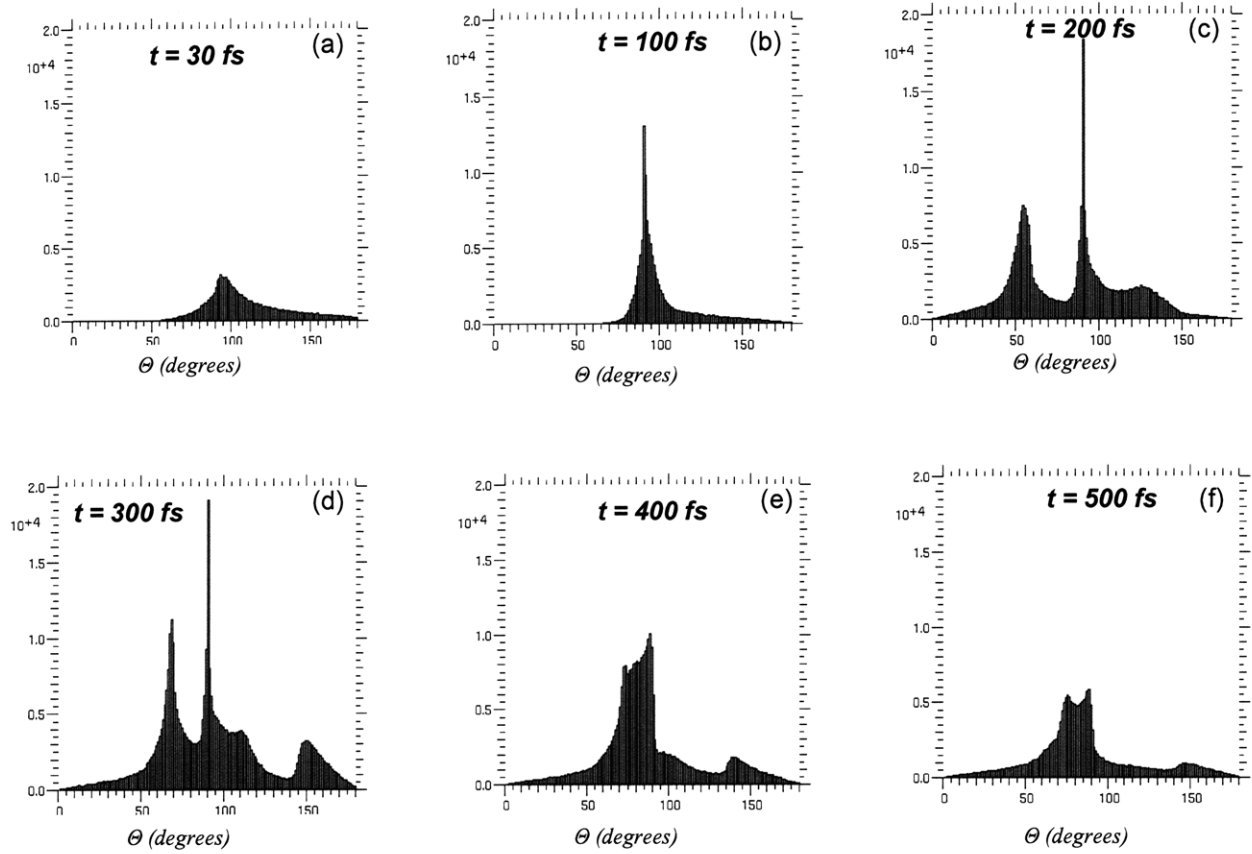 t = 30 fs
(a)
2.0
10+4
1.5
1.0
0.5
0.0
0 50 100 150
Θ (degrees)
t = 100 fs
(b)
2.0
10+4
1.5
1.0
0.5
0.0
0 50 100 150
Θ (degrees)
t = 200 fs
(c)
2.0
10+4
1.5
1.0
0.5
0.0
0 50 100 150
Θ (degrees)
t = 300 fs
(d)
2.0
10+4
1.5
1.0
0.5
0.0
0 50 100 150
Θ (degrees)
t = 400 fs
(e)
2.0
10+4
1.5
1.0
0.5
0.0
0 50 100 150
Θ (degrees)
t = 500 fs
(f)
2.0
10+4
1.5
1.0
0.5
0.0
0 50 100 150
Θ (degrees)